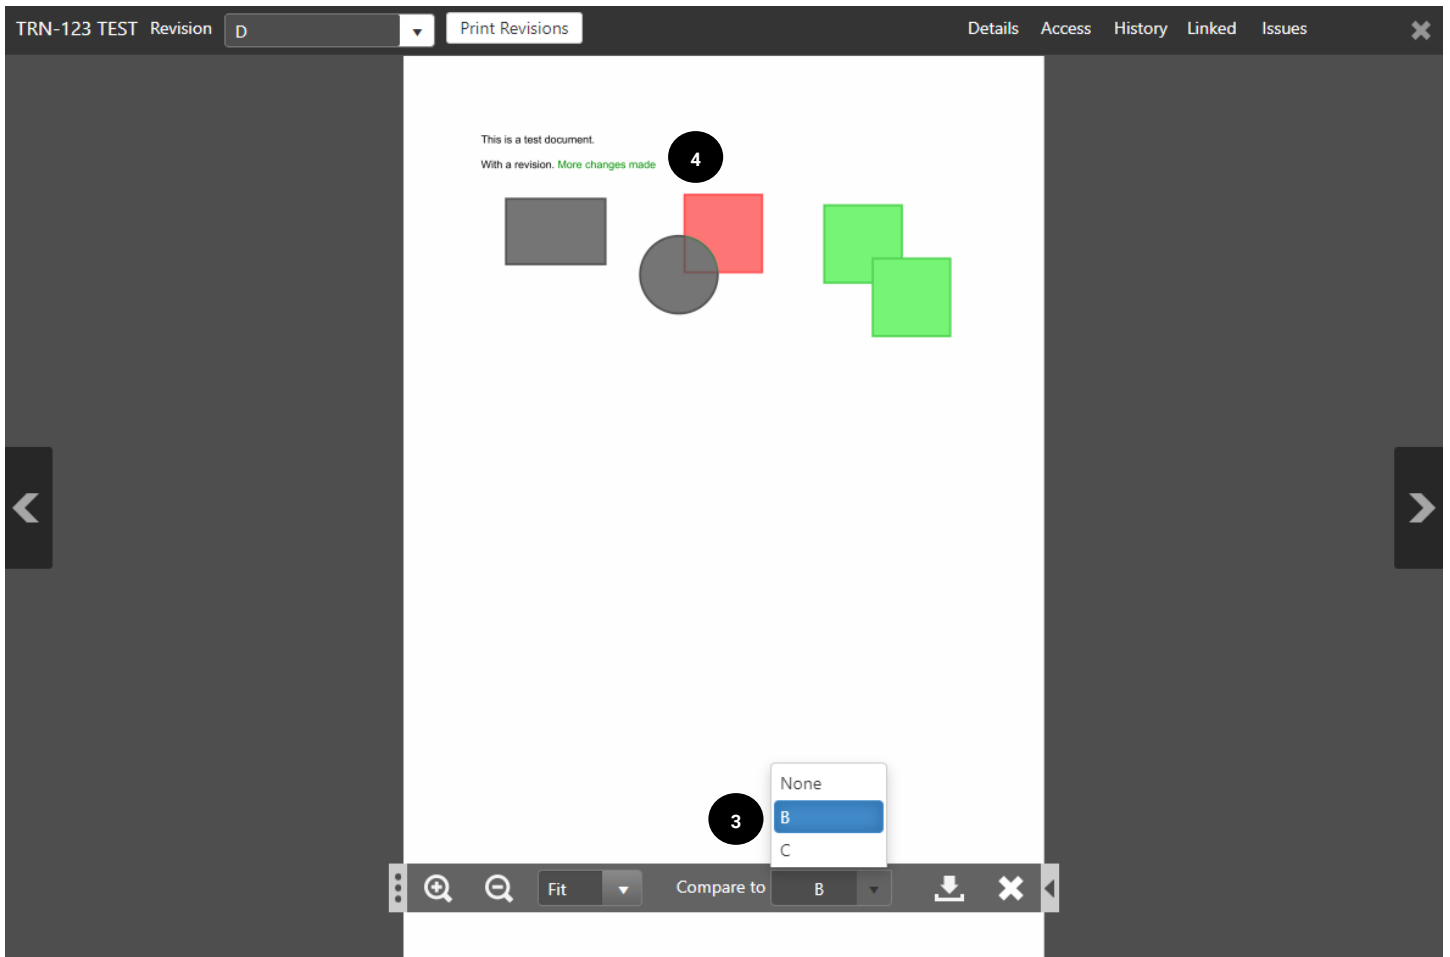 TRN-123 TEST Revision D Print Revisions Details Access History Linked Issues
This is a test document.
With a revision. More changes made
4
None
3
B
C
Fit Compare to B